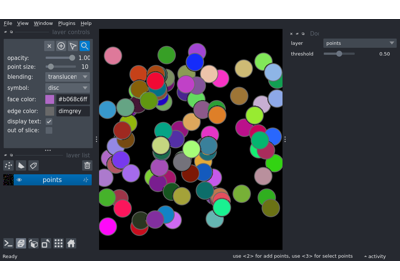 File View Window Plugins Help
layer controls
opacity: 1.00
point size: 10
blending: translucen
symbol: disc
face color: #b068c6ff
edge color: dimgrey
display text:
out of slice:
layer list
points
layer points
threshold 0.50
Ready
use <2> for add points, use <3> for select points
activity